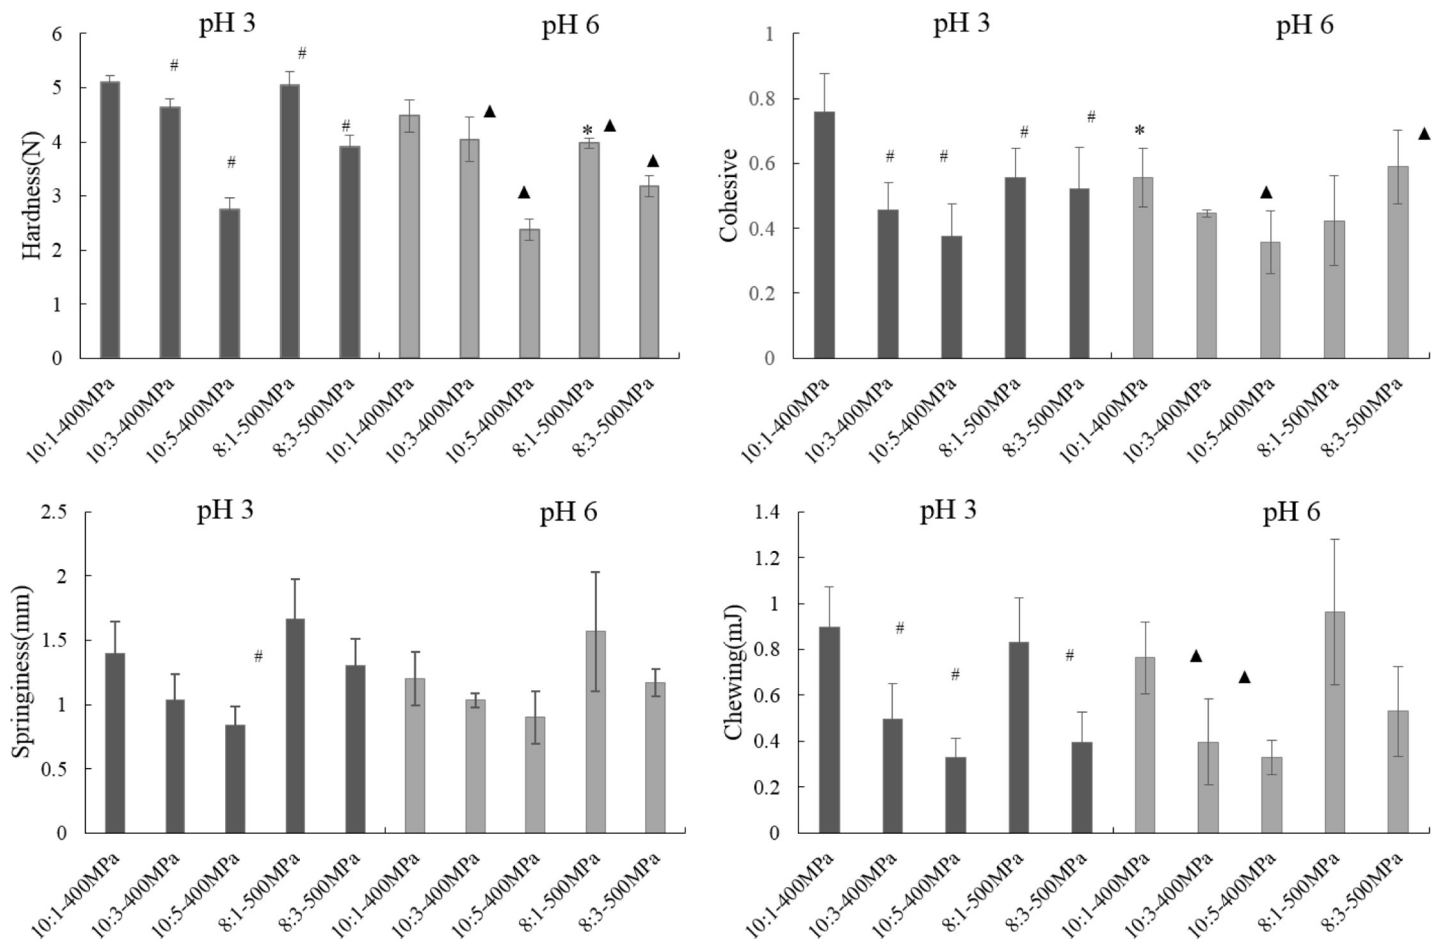 pH 3
pH 6
Hardness(N)
6
5
4
3
2
1
0
#
#
#
#
▲
▲
*
▲
▲
10:1-400MPa
10:3-400MPa
10:5-400MPa
8:1-500MPa
8:3-500MPa
10:1-400MPa
10:3-400MPa
10:5-400MPa
8:1-500MPa
8:3-500MPa
pH 3
pH 6
Cohesive
1
0.8
0.6
0.4
0.2
0
#
#
#
#
*
▲
▲
10:1-400MPa
10:3-400MPa
10:5-400MPa
8:1-500MPa
8:3-500MPa
10:1-400MPa
10:3-400MPa
10:5-400MPa
8:1-500MPa
8:3-500MPa
pH 3
pH 6
Springiness(mm)
2.5
2
1.5
1
0.5
0
#
10:1-400MPa
10:3-400MPa
10:5-400MPa
8:1-500MPa
8:3-500MPa
10:1-400MPa
10:3-400MPa
10:5-400MPa
8:1-500MPa
8:3-500MPa
pH 3
pH 6
Chewing(mJ)
1.4
1.2
1
0.8
0.6
0.4
0.2
0
#
#
#
▲
▲
10:1-400MPa
10:3-400MPa
10:5-400MPa
8:1-500MPa
8:3-500MPa
10:1-400MPa
10:3-400MPa
10:5-400MPa
8:1-500MPa
8:3-500MPa